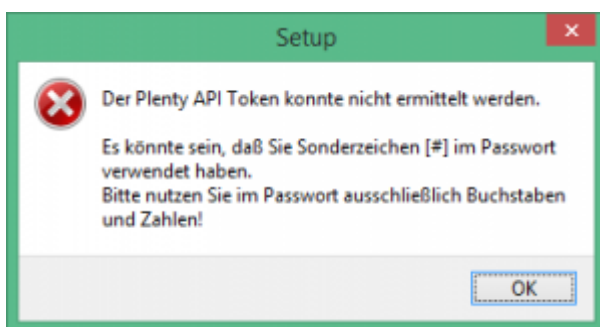 Setup
Der Plenty API Token konnte nicht ermittelt werden.
Es könnte sein, daß Sie Sonderzeichen [#] im Passwort
verwendet haben.
Bitte nutzen Sie im Passwort ausschließlich Buchstaben
und Zahlen!
OK